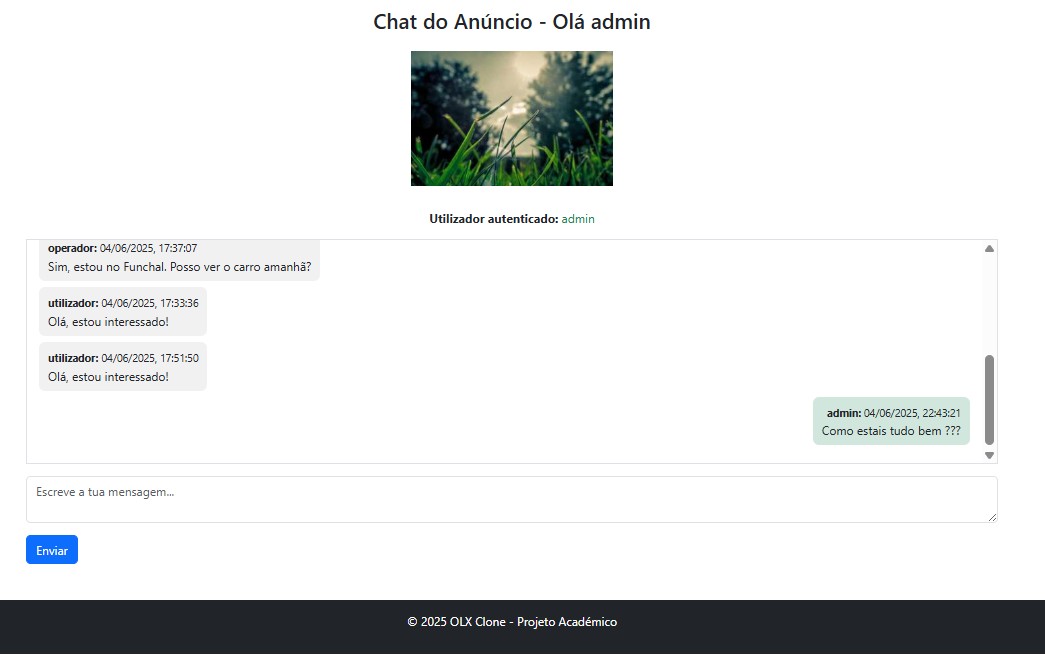 Chat do Anúncio - Olá admin
Utilizador autenticado: admin
operador: 04/06/2025, 17:37:07
Sim, estou no Funchal. Posso ver o carro amanhã?
utilizador: 04/06/2025, 17:33:36
Olá, estou interessado!
utilizador: 04/06/2025, 17:51:50
Olá, estou interessado!
admin: 04/06/2025, 22:43:21
Como estais tudo bem ???
Escreve a tua mensagem...
Enviar
© 2025 OLX Clone - Projeto Académico